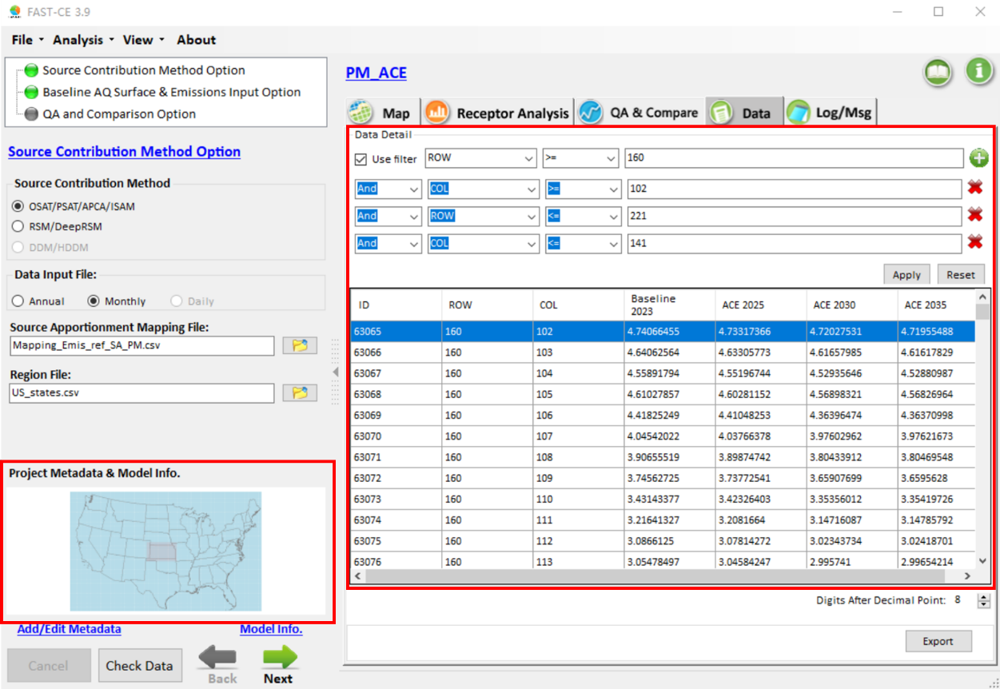 FAST-CE 3.9
File Analysis View About
Source Contribution Method Option
Baseline AQ Surface & Emissions Input Option
QA and Comparison Option
Source Contribution Method Option
Source Contribution Method
OSAT/PSAT/APCA/ISAM
RSM/DeepRSM
DDM/HDDM
Data Input File:
Annual Monthly Daily
Source Apportionment Mapping File:
Mapping_Emis_ref_SA_PM.csv
Region File:
US_states.csv
Project Metadata & Model Info.
Add/Edit Metadata Model Info.
Cancel Check Data Back Next
PM_ACE
Map Receptor Analysis QA & Compare Data Log/Msg
Data Detail
Use filter ROW >= 160
And COL >= 102
And ROW <= 221
And COL <= 141
Apply Reset
ID ROW COL Baseline 2023 ACE 2025 ACE 2030 ACE 2035
63065 160 102 4.74066455 4.73317366 4.72027531 4.71955488
63066 160 103 4.64062564 4.63305773 4.61657985 4.61617829
63067 160 104 4.55891794 4.55196744 4.52935646 4.52880987
63068 160 105 4.61027857 4.60281152 4.56898321 4.56826964
63069 160 106 4.41825249 4.41048253 4.36396474 4.36370998
63070 160 107 4.04542022 4.03766378 3.97602962 3.97621673
63071 160 108 3.90655519 3.89874742 3.80433912 3.80469548
63072 160 109 3.74562725 3.73772541 3.65907699 3.6595628
63073 160 110 3.43143377 3.42326403 3.35356012 3.35419726
63074 160 111 3.21641327 3.2081664 3.14716087 3.14785792
63075 160 112 3.0866125 3.07814272 3.02343734 3.02418701
63076 160 113 3.05478497 3.04584247 2.995741 2.99654214
Digits After Decimal Point: 8
Export